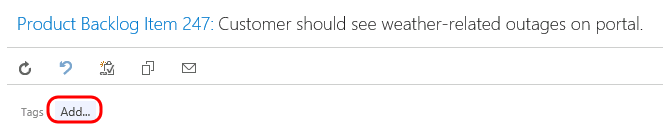 Product Backlog Item 247: Customer should see weather-related outages on portal.
Tags Add...